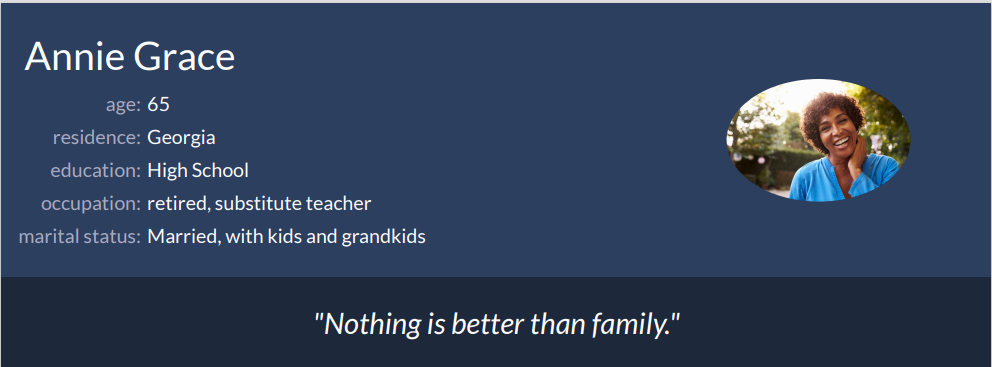 Annie Grace
age: 65
residence: Georgia
education: High School
occupation: retired, substitute teacher
marital status: Married, with kids and grandkids
"Nothing is better than family."